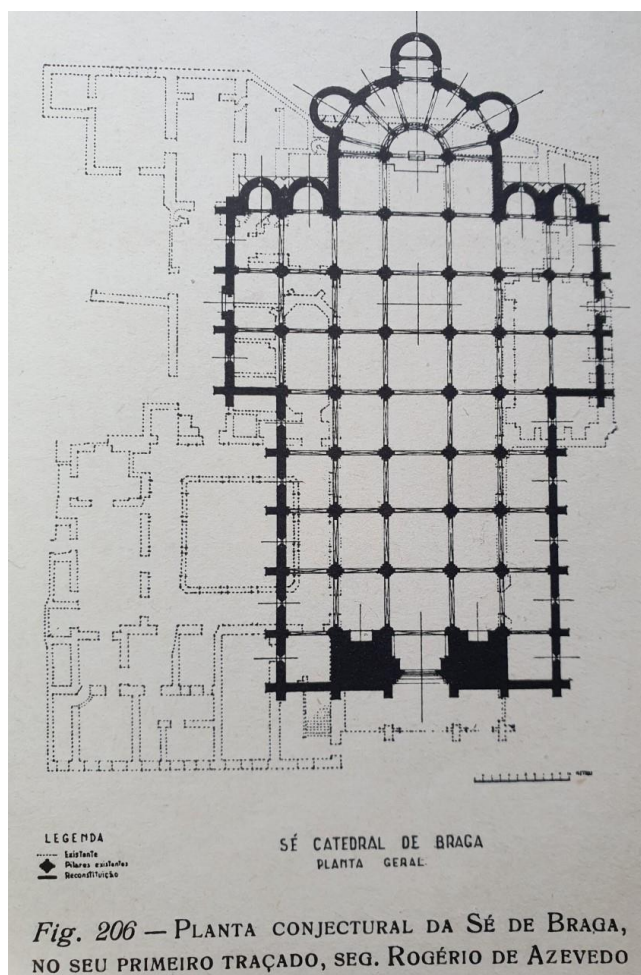 METROS
SÉ CATEDRAL DE BRAGA
PLANTA GERAL
LEGENDA
Existente
Pilares existentes
Reconstituição
Fig. 206 — PLANTA CONJECTURAL DA SÉ DE BRAGA,
NO SEU PRIMEIRO TRAÇADO, SEG. ROGÉRIO DE AZEVEDO